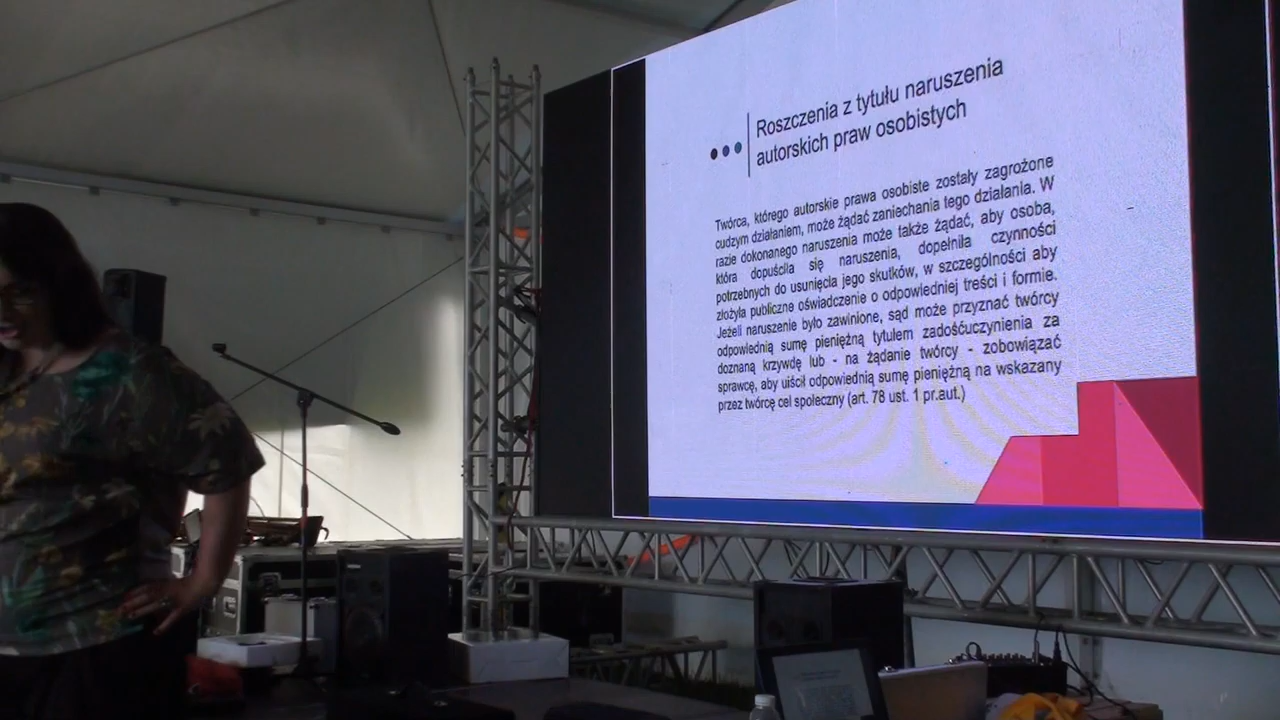 Roszczenia z tytułu naruszenia
autorskich praw osobistych
Twórca, którego autorskie prawa osobiste zostały zagrożone
cudzym działaniem, może żądać zaniechania tego działania. W
razie dokonanego naruszenia może także żądać, aby osoba,
która dopuściła się naruszenia, dopełniła czynności
potrzebnych do usunięcia jego skutków, w szczególności aby
złożyła publiczne oświadczenie o odpowiedniej treści i formie.
Jeżeli naruszenie było zawinione, sąd może przyznać twórcy
odpowiednią sumę pieniężną tytułem zadośćuczynienia za
doznaną krzywdę lub - na żądanie twórcy - zobowiązać
sprawcę, aby uiścił odpowiednią sumę pieniężną na wskazany
przez twórcę cel społeczny (art. 78 ust. 1 pr.aut.)